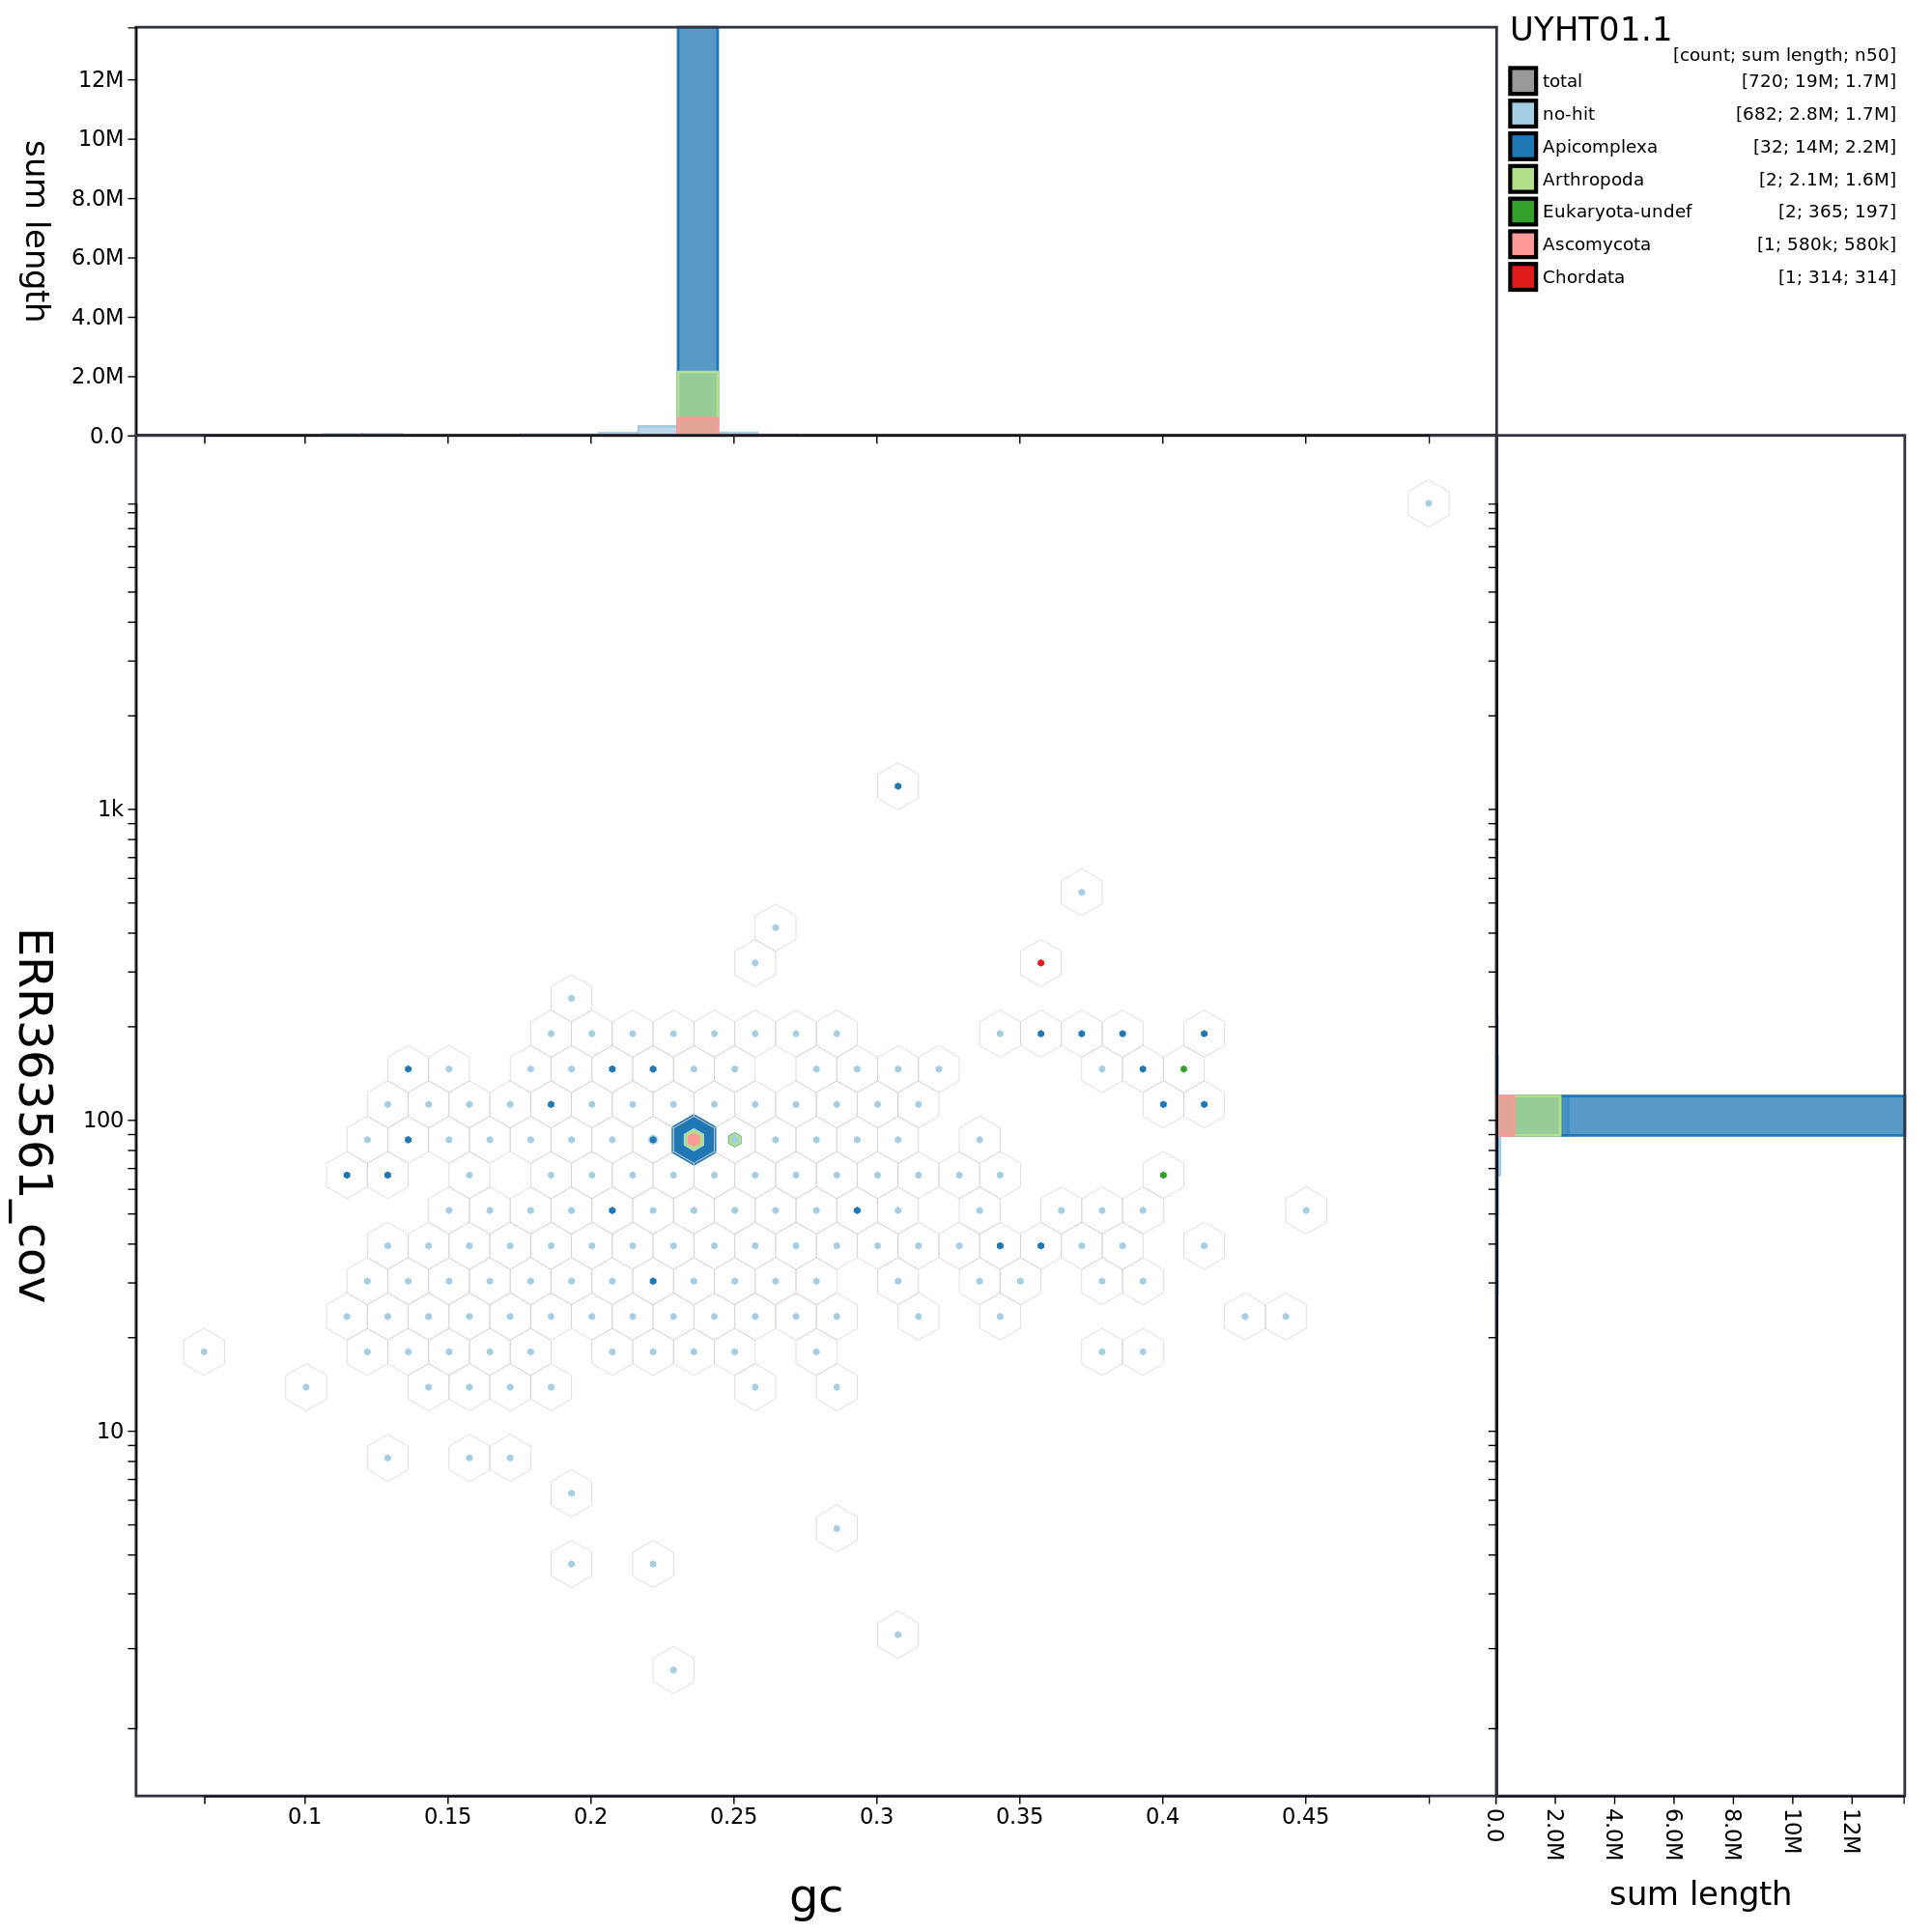 UYHT01.1
[count; sum length; n50]
total [720; 19M; 1.7M]
no-hit [682; 2.8M; 1.7M]
Apicomplexa [32; 14M; 2.2M]
Arthropoda [2; 2.1M; 1.6M]
Eukaryota-undef [2; 365; 197]
Ascomycota [1; 580k; 580k]
Chordata [1; 314; 314]
sum length
12M
10M
8.0M
6.0M
4.0M
2.0M
0.0
ERR3635​61_cov
1k
100
10
0.1 0.15 0.2 0.25 0.3 0.35 0.4 0.45
gc
0.0 2.0M 4.0M 6.0M 8.0M 10M 12M
sum length